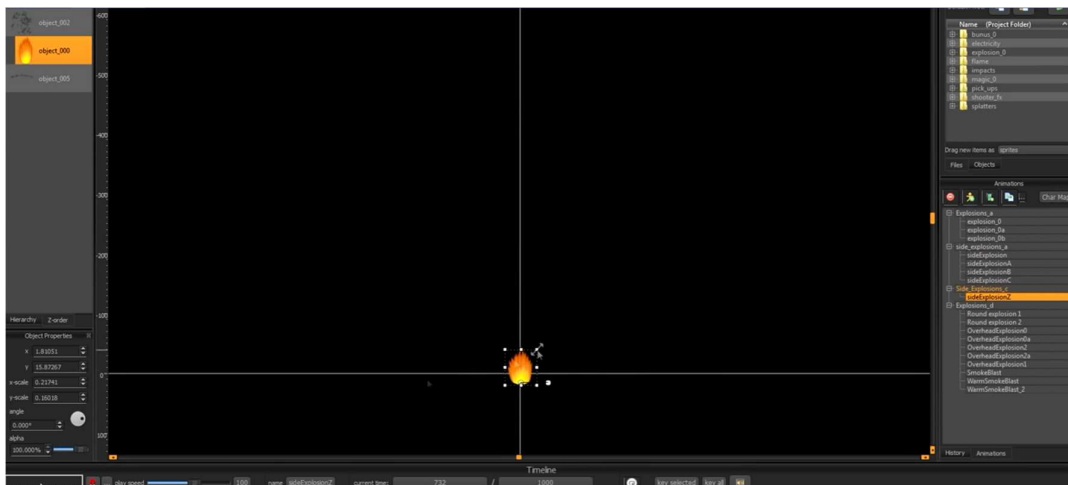 object_002
object_000
object_005
Hierarchy Z-order
Object Properties
x 1.81051
y 15.87267
x-scale 0.21741
y-scale 0.16018
angle
0.000°
alpha
100.000%
-600
-500
-400
-300
-200
-100
0
100
Name (Project Folder)
bunus_0
electricity
explosion_0
flame
impacts
magic_0
pick_ups
shooter_fx
splatters
Drag new items as sprites
Files Objects
Animations
Char Map
Explosions_a
explosion_0
explosion_0a
explosion_0b
side_explosions_a
sideExplosion
sideExplosionA
sideExplosionB
sideExplosionC
Side_Explosions_c
sideExplosionZ
Explosions_d
Round explosion 1
Round explosion 2
OverheadExplosion0
OverheadExplosion0a
OverheadExplosion2
OverheadExplosion2a
OverheadExplosion1
SmokeBlast
WarmSmokeBlast
WarmSmokeBlast_2
History Animations
Timeline
play speed 100 name sideExplosionZ current time: 732 / 1000 key selected key all